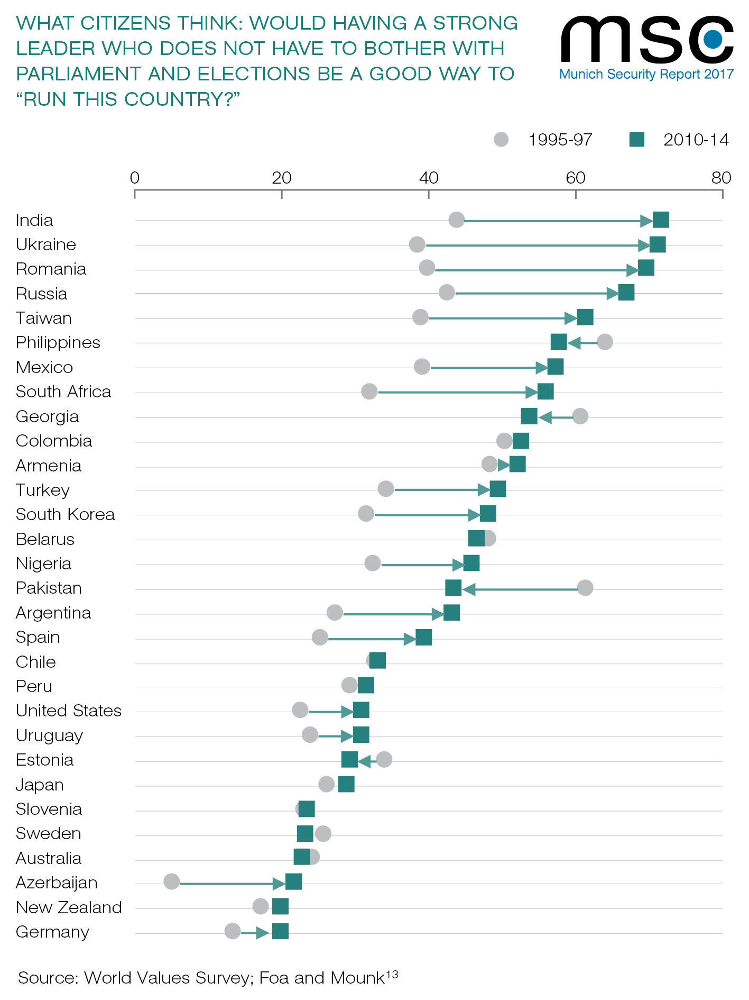 WHAT CITIZENS THINK: WOULD HAVING A STRONG
LEADER WHO DOES NOT HAVE TO BOTHER WITH
PARLIAMENT AND ELECTIONS BE A GOOD WAY TO
“RUN THIS COUNTRY?”
msc
Munich Security Report 2017
1995-97 2010-14
0 20 40 60 80
India
Ukraine
Romania
Russia
Taiwan
Philippines
Mexico
South Africa
Georgia
Colombia
Armenia
Turkey
South Korea
Belarus
Nigeria
Pakistan
Argentina
Spain
Chile
Peru
United States
Uruguay
Estonia
Japan
Slovenia
Sweden
Australia
Azerbaijan
New Zealand
Germany
Source: World Values Survey; Foa and Mounk¹³